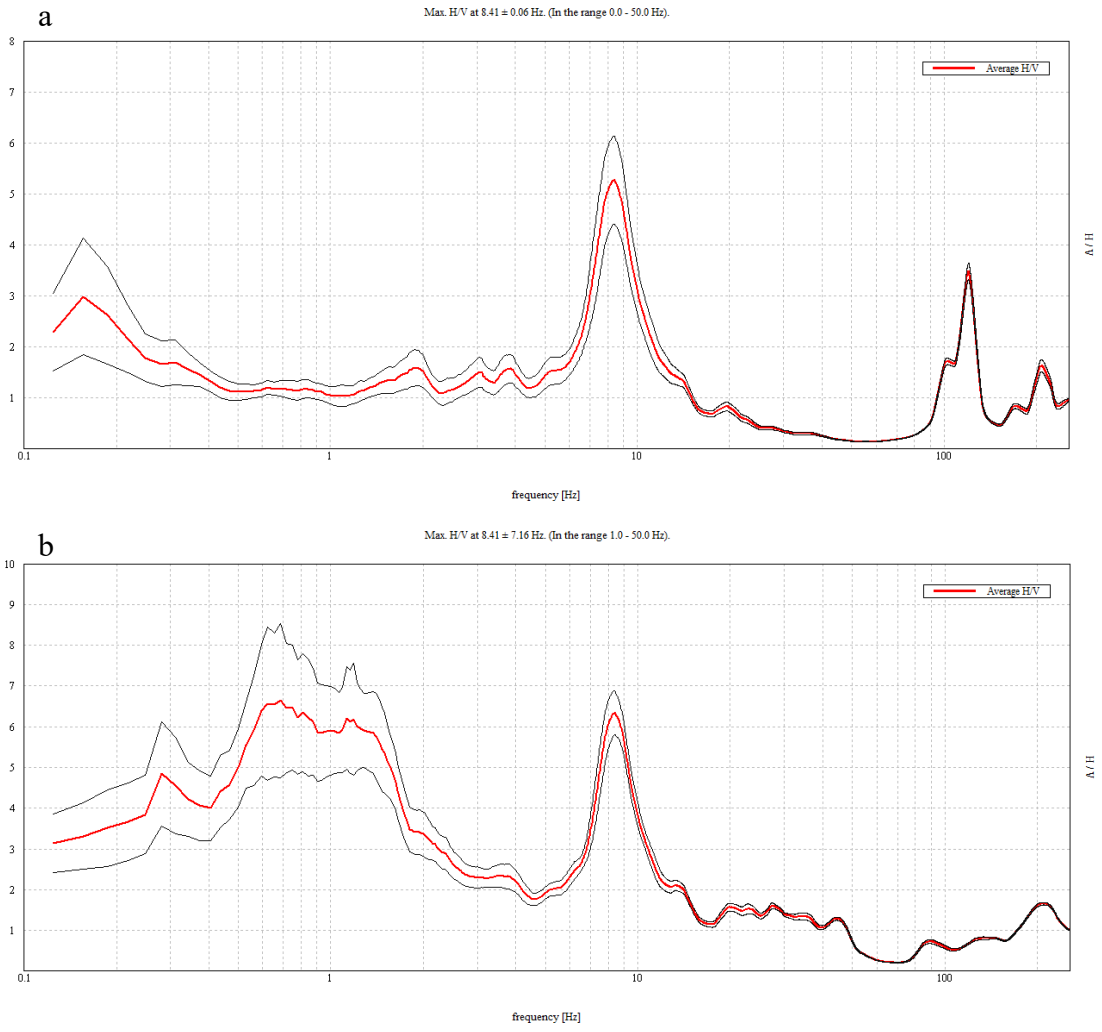 a
Max. H/V at 8.41 ± 0.06 Hz. (In the range 0.0 - 50.0 Hz).
8
7
6
5
4
3
2
1
Average H/V
H/V
0.1 1 10 100
frequency [Hz]
b
Max. H/V at 8.41 ± 7.16 Hz. (In the range 1.0 - 50.0 Hz).
10
9
8
7
6
5
4
3
2
1
Average H/V
H/V
0.1 1 10 100
frequency [Hz]